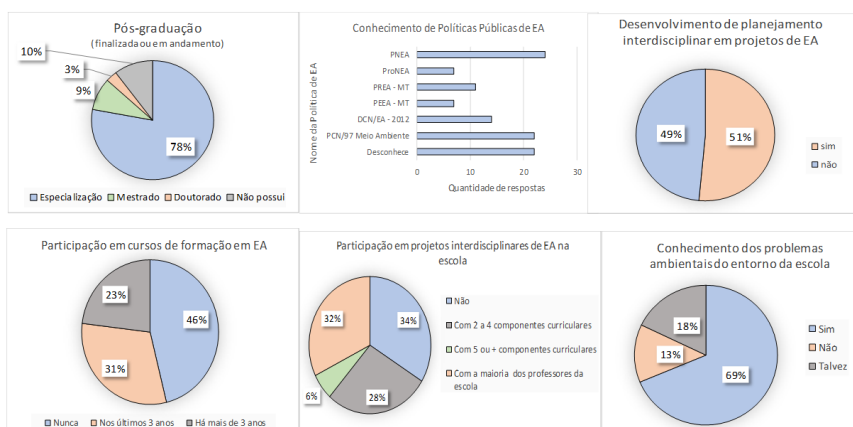 Pós-graduação
(finalizada ou em andamento)
10%
3%
9%
78%
Especialização Mestrado Doutorado Não possui
Conhecimento de Políticas Públicas de EA
Nome da Política de EA
PNEA
ProNEA
PREA - MT
PEEA - MT
DCN/EA - 2012
PCN/97 Meio Ambiente
Desconhece
0 10 20 30
Quantidade de respostas
Desenvolvimento de planejamento
interdisciplinar em projetos de EA
49%
51%
sim
não
Participação em cursos de formação em EA
23%
46%
31%
Nunca Nos últimos 3 anos Há mais de 3 anos
Participação em projetos interdisciplinares de EA na
escola
32%
34%
6%
28%
Não
Com 2 a 4 componentes curriculares
Com 5 ou + componentes curriculares
Com a maioria dos professores da
escola
Conhecimento dos problemas
ambientais do entorno da escola
18%
13%
69%
Sim
Não
Talvez